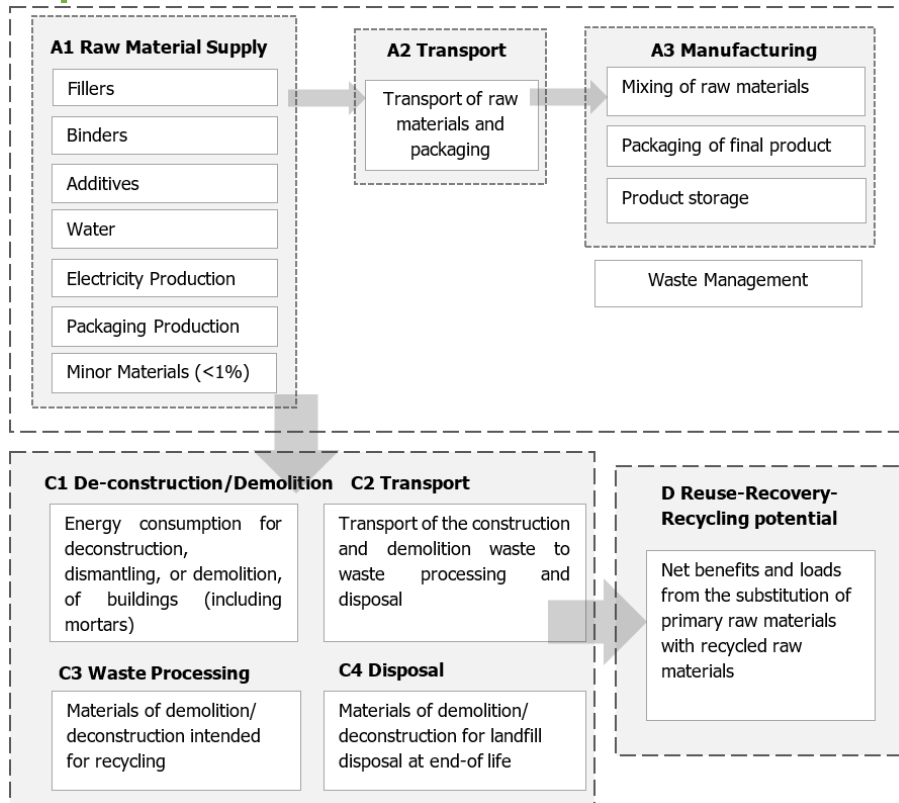 A1 Raw Material Supply
Fillers
Binders
Additives
Water
Electricity Production
Packaging Production
Minor Materials (<1%)
A2 Transport
Transport of raw
materials and
packaging
A3 Manufacturing
Mixing of raw materials
Packaging of final product
Product storage
Waste Management
C1 De-construction/Demolition
Energy consumption for
deconstruction,
dismantling, or demolition,
of buildings (including
mortars)
C2 Transport
Transport of the construction
and demolition waste to
waste processing and
disposal
C3 Waste Processing
Materials of demolition/
deconstruction intended
for recycling
C4 Disposal
Materials of demolition/
deconstruction for landfill
disposal at end-of life
D Reuse-Recovery-
Recycling potential
Net benefits and loads
from the substitution of
primary raw materials
with recycled raw
materials